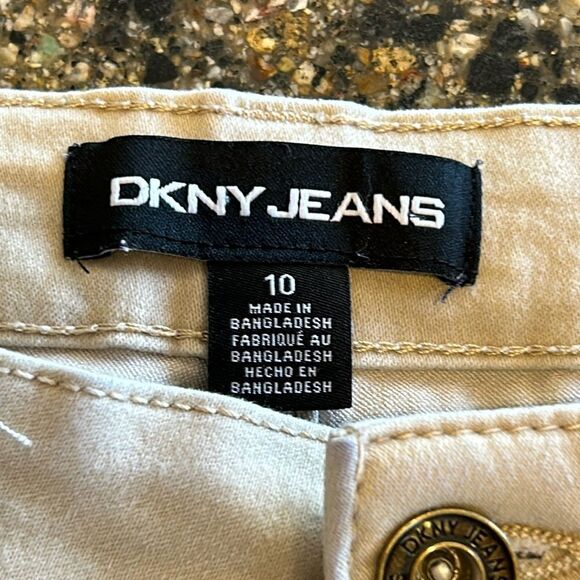 DKNY JEANS
10
MADE IN
BANGLADESH
FABRIQUÉ AU
BANGLADESH
HECHO EN
BANGLADESH
DKNY JEANS